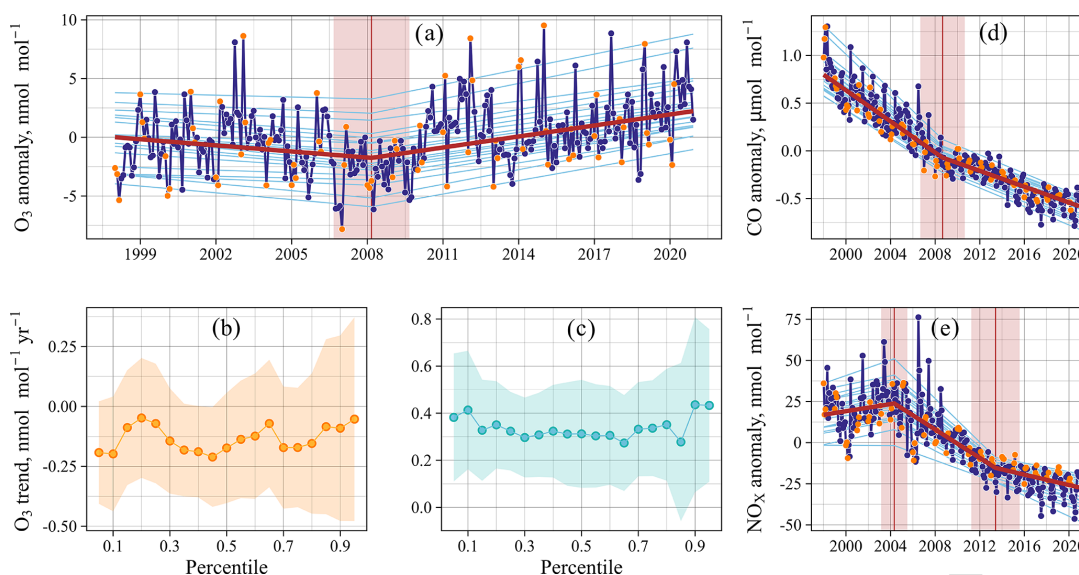 (a)
O₃ anomaly, nmol mol⁻¹
10
5
0
-5
1999 2002 2005 2008 2011 2014 2017 2020
(d)
CO anomaly, μmol mol⁻¹
1.0
0.5
0.0
-0.5
2000 2004 2008 2012 2016 2020
(b)
O₃ trend, nmol mol⁻¹ yr⁻¹
0.25
0.00
-0.25
-0.50
0.1 0.3 0.5 0.7 0.9
Percentile
(c)
0.8
0.6
0.4
0.2
0.0
0.1 0.3 0.5 0.7 0.9
Percentile
(e)
NOX anomaly, nmol mol⁻¹
75
50
25
0
-25
-50
2000 2004 2008 2012 2016 2020